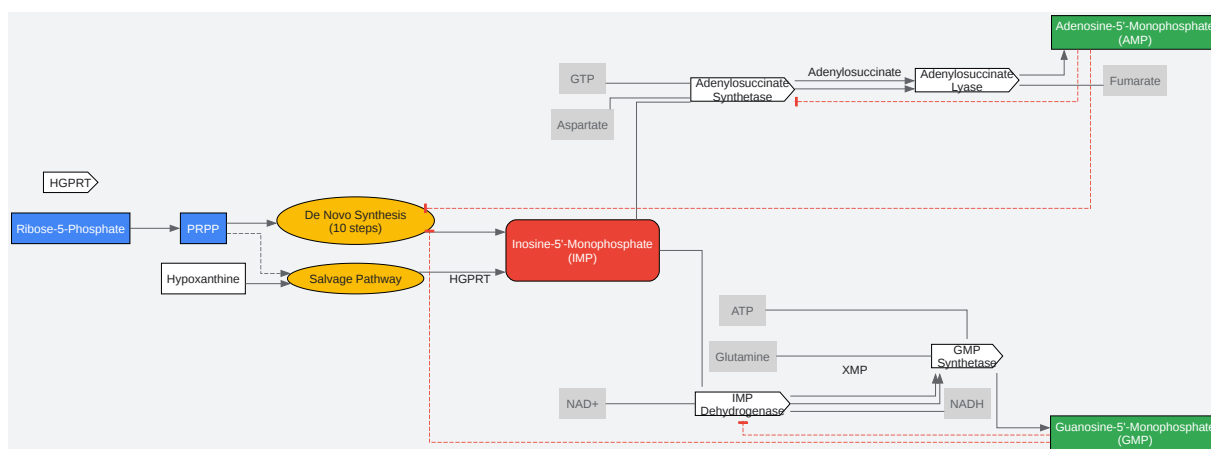 Adenosine-5'-Monophosphate
(AMP)
GTP
Adenylosuccinate
Adenylosuccinate
Synthetase
Adenylosuccinate
Lyase
Fumarate
Aspartate
HGPRT
Ribose-5-Phosphate
PRPP
De Novo Synthesis
(10 steps)
Inosine-5'-Monophosphate
(IMP)
Hypoxanthine
Salvage Pathway
HGPRT
ATP
Glutamine
GMP
Synthetase
XMP
NAD+
IMP
Dehydrogenase
NADH
Guanosine-5'-Monophosphate
(GMP)